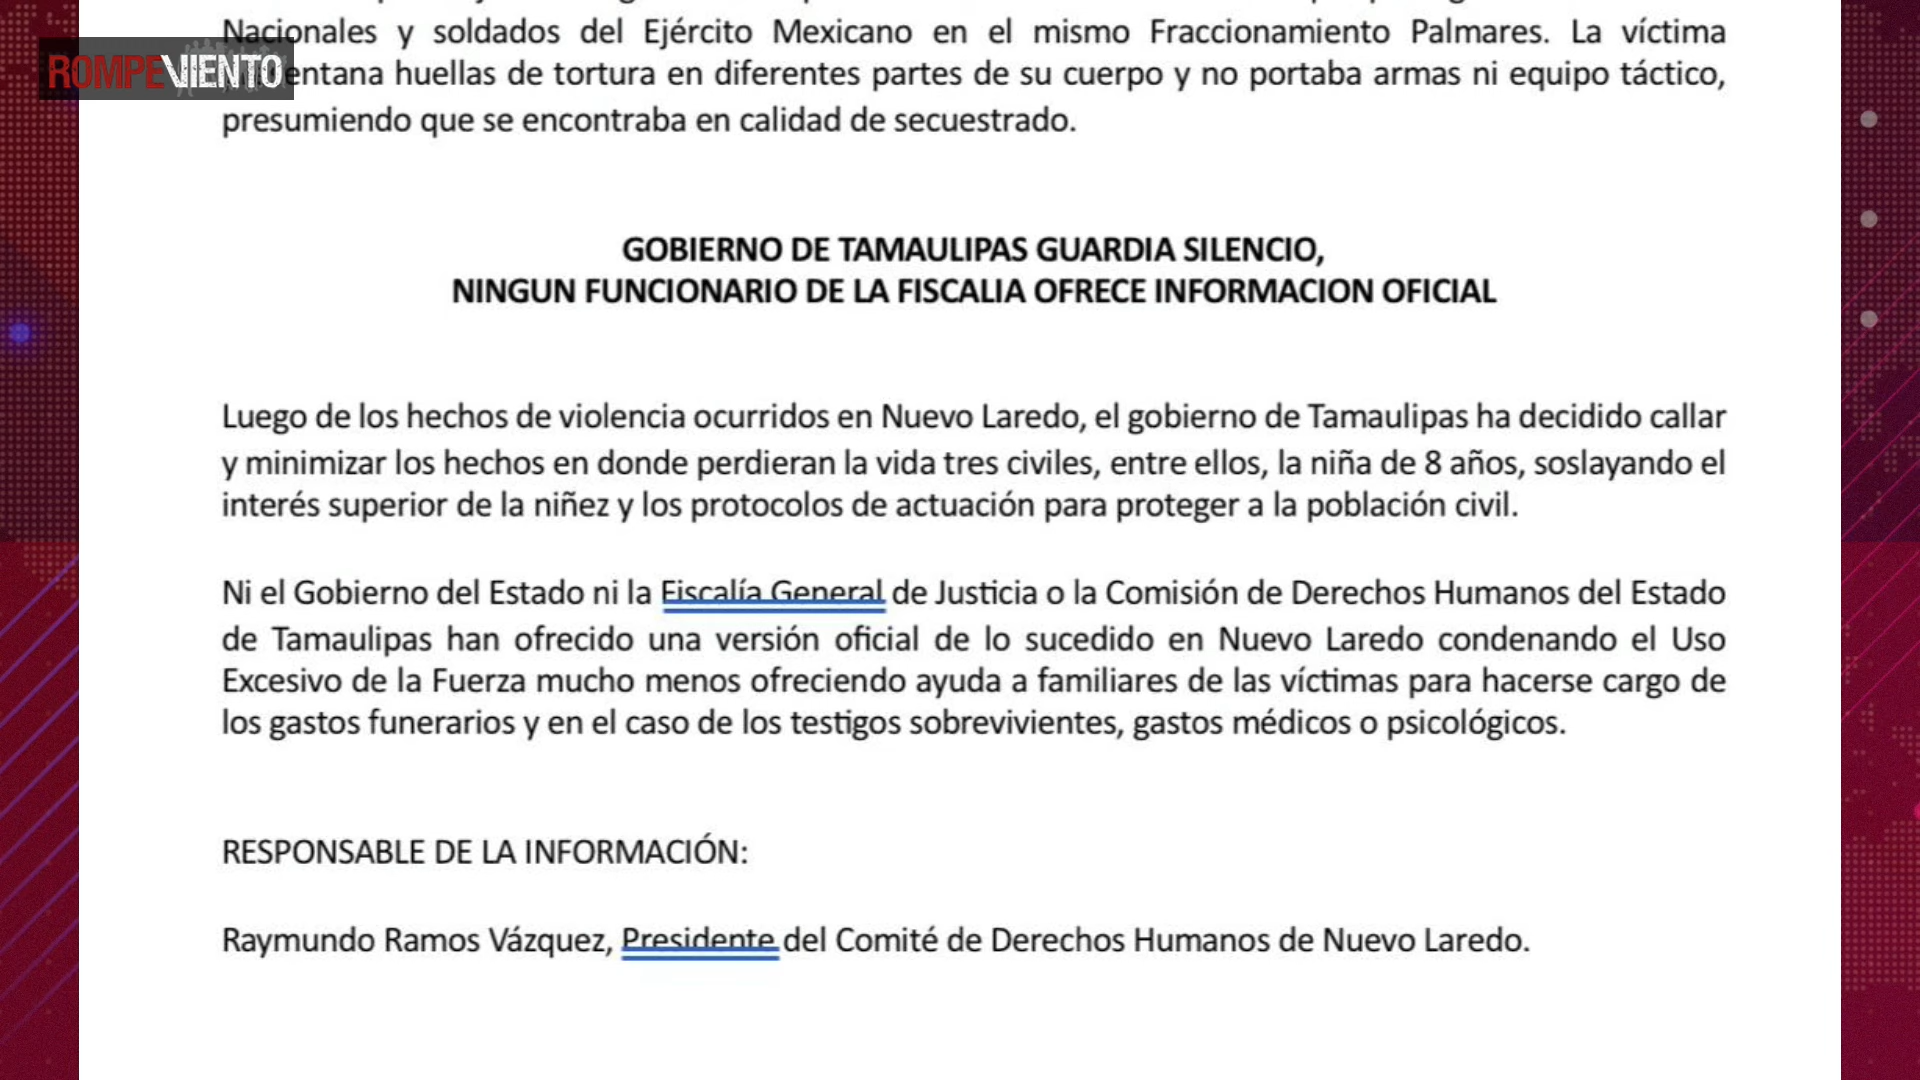 Nacionales y soldados del Ejército Mexicano en el mismo Fraccionamiento Palmares. La víctima
ROMPEVIENTO
entana huellas de tortura en diferentes partes de su cuerpo y no portaba armas ni equipo táctico,
presumiendo que se encontraba en calidad de secuestrado.
GOBIERNO DE TAMAULIPAS GUARDIA SILENCIO,
NINGUN FUNCIONARIO DE LA FISCALIA OFRECE INFORMACION OFICIAL
Luego de los hechos de violencia ocurridos en Nuevo Laredo, el gobierno de Tamaulipas ha decidido callar
y minimizar los hechos en donde perdieran la vida tres civiles, entre ellos, la niña de 8 años, soslayando el
interés superior de la niñez y los protocolos de actuación para proteger a la población civil.
Ni el Gobierno del Estado ni la Fiscalía General de Justicia o la Comisión de Derechos Humanos del Estado
de Tamaulipas han ofrecido una versión oficial de lo sucedido en Nuevo Laredo condenando el Uso
Excesivo de la Fuerza mucho menos ofreciendo ayuda a familiares de las víctimas para hacerse cargo de
los gastos funerarios y en el caso de los testigos sobrevivientes, gastos médicos o psicológicos.
RESPONSABLE DE LA INFORMACIÓN:
Raymundo Ramos Vázquez, Presidente del Comité de Derechos Humanos de Nuevo Laredo.